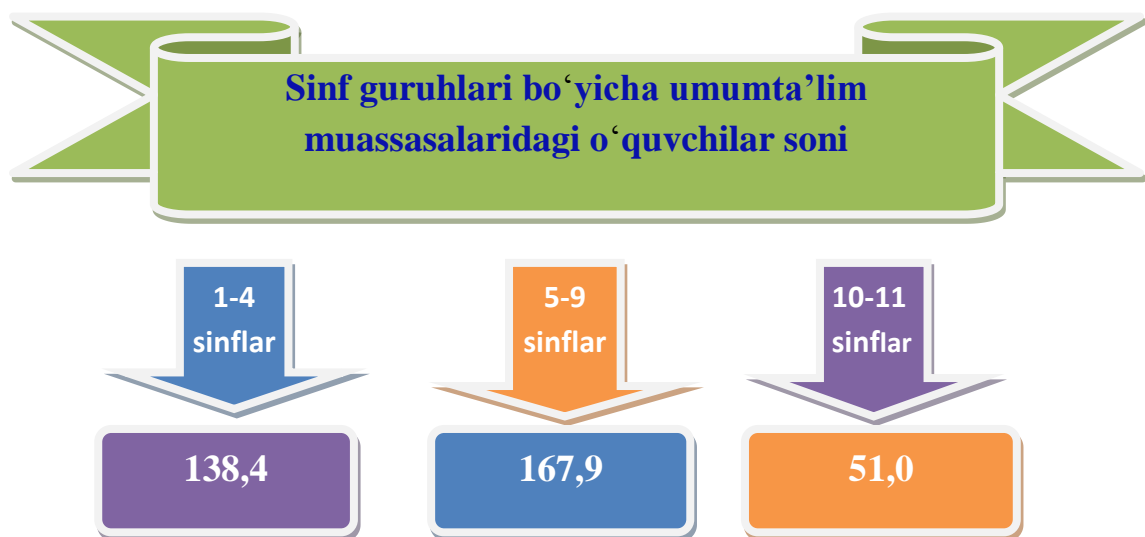 Sinf guruhlari bo‘yicha umumta’lim
muassasalaridagi o‘quvchilar soni
1-4
sinflar
5-9
sinflar
10-11
sinflar
138,4
167,9
51,0